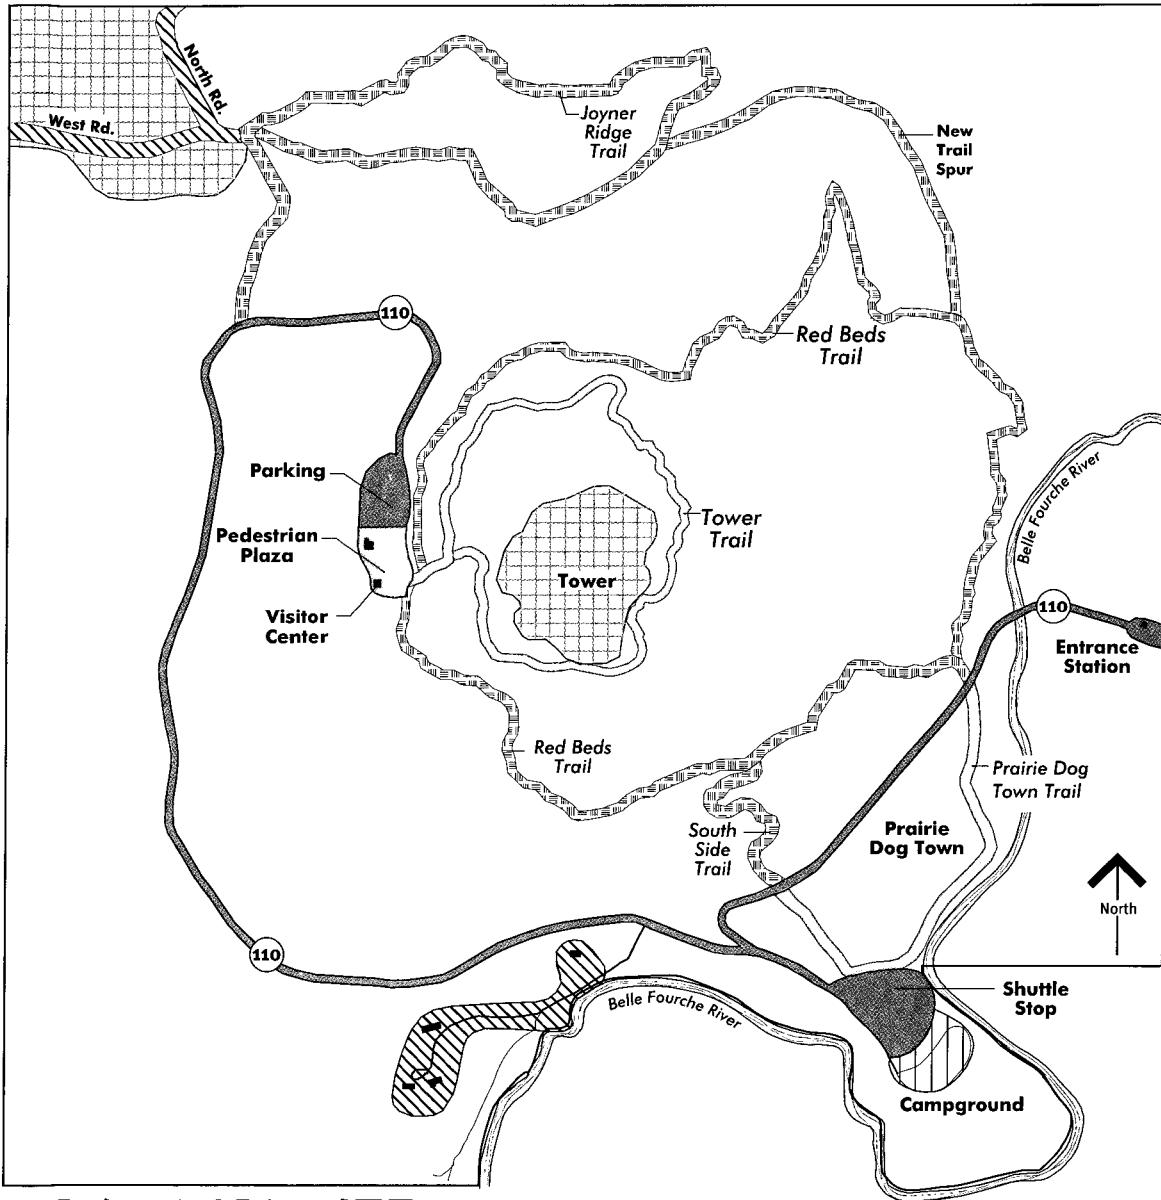 North Rd.
West Rd.
Joyner
Ridge
Trail
New
Trail
Spur
110
Red Beds
Trail
Parking
Pedestrian
Plaza
Tower
Trail
Tower
Visitor
Center
Belle Fourche River
110
Entrance
Station
Red Beds
Trail
Prairie Dog
Town Trail
South
Side
Trail
Prairie
Dog Town
North
110
Belle Fourche River
Shuttle
Stop
Campground